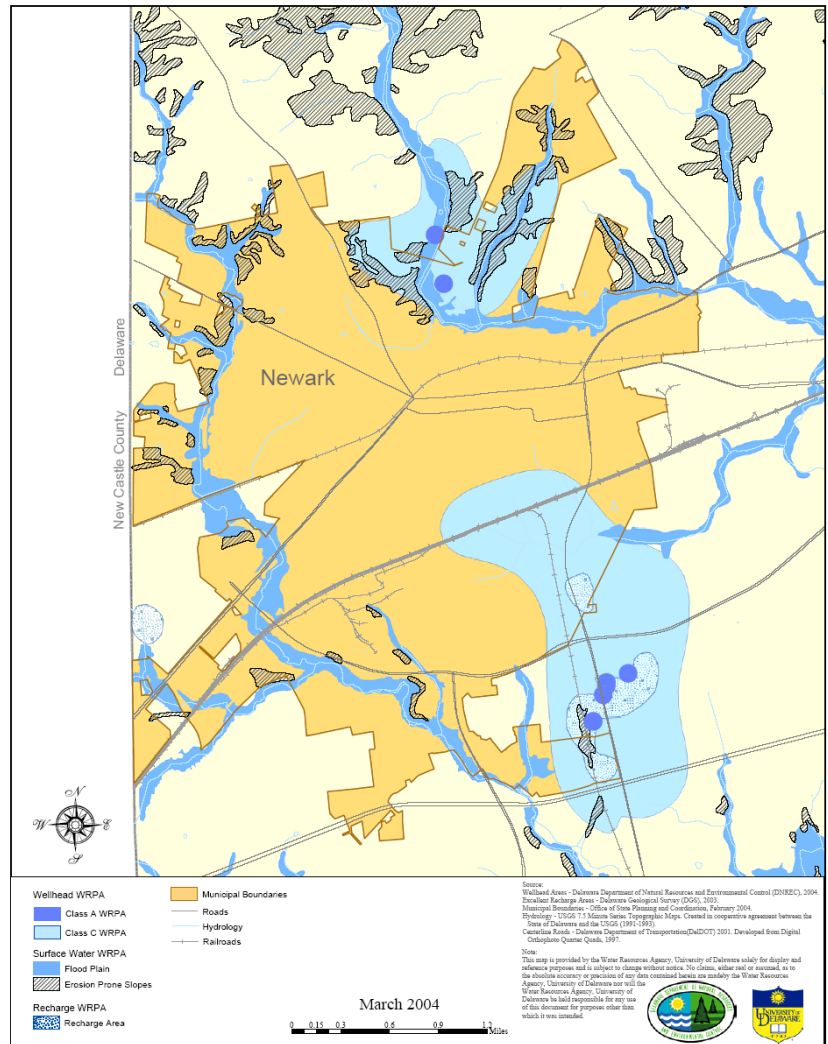 Newark
New Castle County Delaware
N
W E
S
Wellhead WRPA
Class A WRPA
Class C WRPA
Surface Water WRPA
Flood Plain
Erosion Prone Slopes
Recharge WRPA
Recharge Area
Municipal Boundaries
Roads
Hydrology
Railroads
March 2004
0 0.15 0.3 0.6 0.9 1.2
Miles
Source:
Wellhead Areas - Delaware Department of Natural Resources and Environmental Control (DNREC), 2004.
Excellent Recharge Areas - Delaware Geological Survey (DGS), 2003.
Municipal Boundaries - Office of State Planning and Coordination, February 2004.
Hydrology - USGS 7.5 Minute Series Topographic Maps. Created in cooperative agreement between the
State of Delaware and the USGS (1991-1993).
Centerline Roads - Delaware Department of Transportation(DelDOT) 2001. Developed from Digital
Orthophoto Quarter Quads, 1997.
Note:
This map is provided by the Water Resources Agency, University of Delaware solely for display and
reference purposes and is subject to change without notice. No claims, either real or assumed, as to
the absolute accuracy or precision of any data contained herein are madeby the Water Resources
Agency, University of Delaware nor will the
Water Resources Agency, University of
Delaware be held responsible for any use
of this document for purposes other than
which it was intended.
DELAWARE DEPARTMENT OF NATURAL RESOURCES
AND ENVIRONMENTAL CONTROL
UNIVERSITY OF
DELAWARE